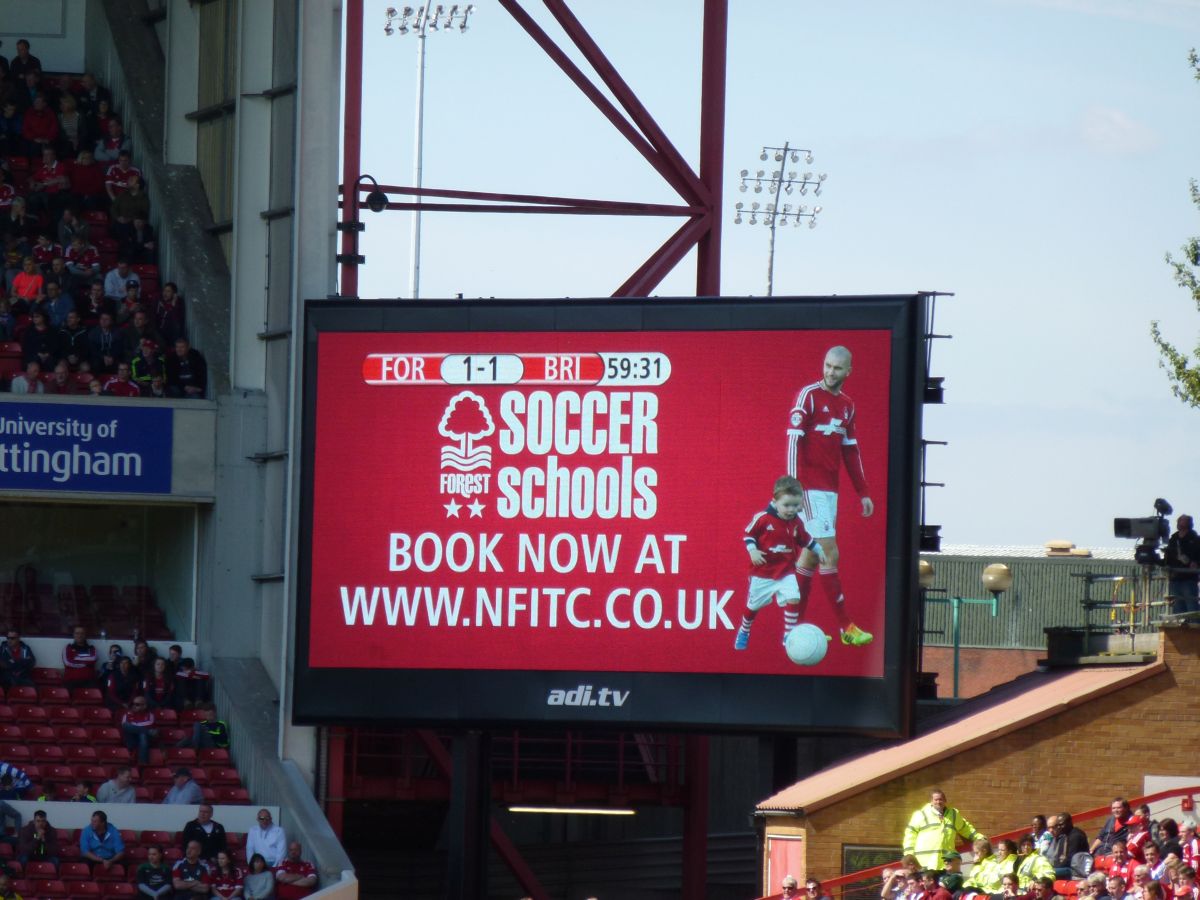 FOR 1-1 BRI 59:31
SOCCER
schools
FOREST
BOOK NOW AT
WWW.NFITC.CO.UK
adi.tv
University of
ttingham